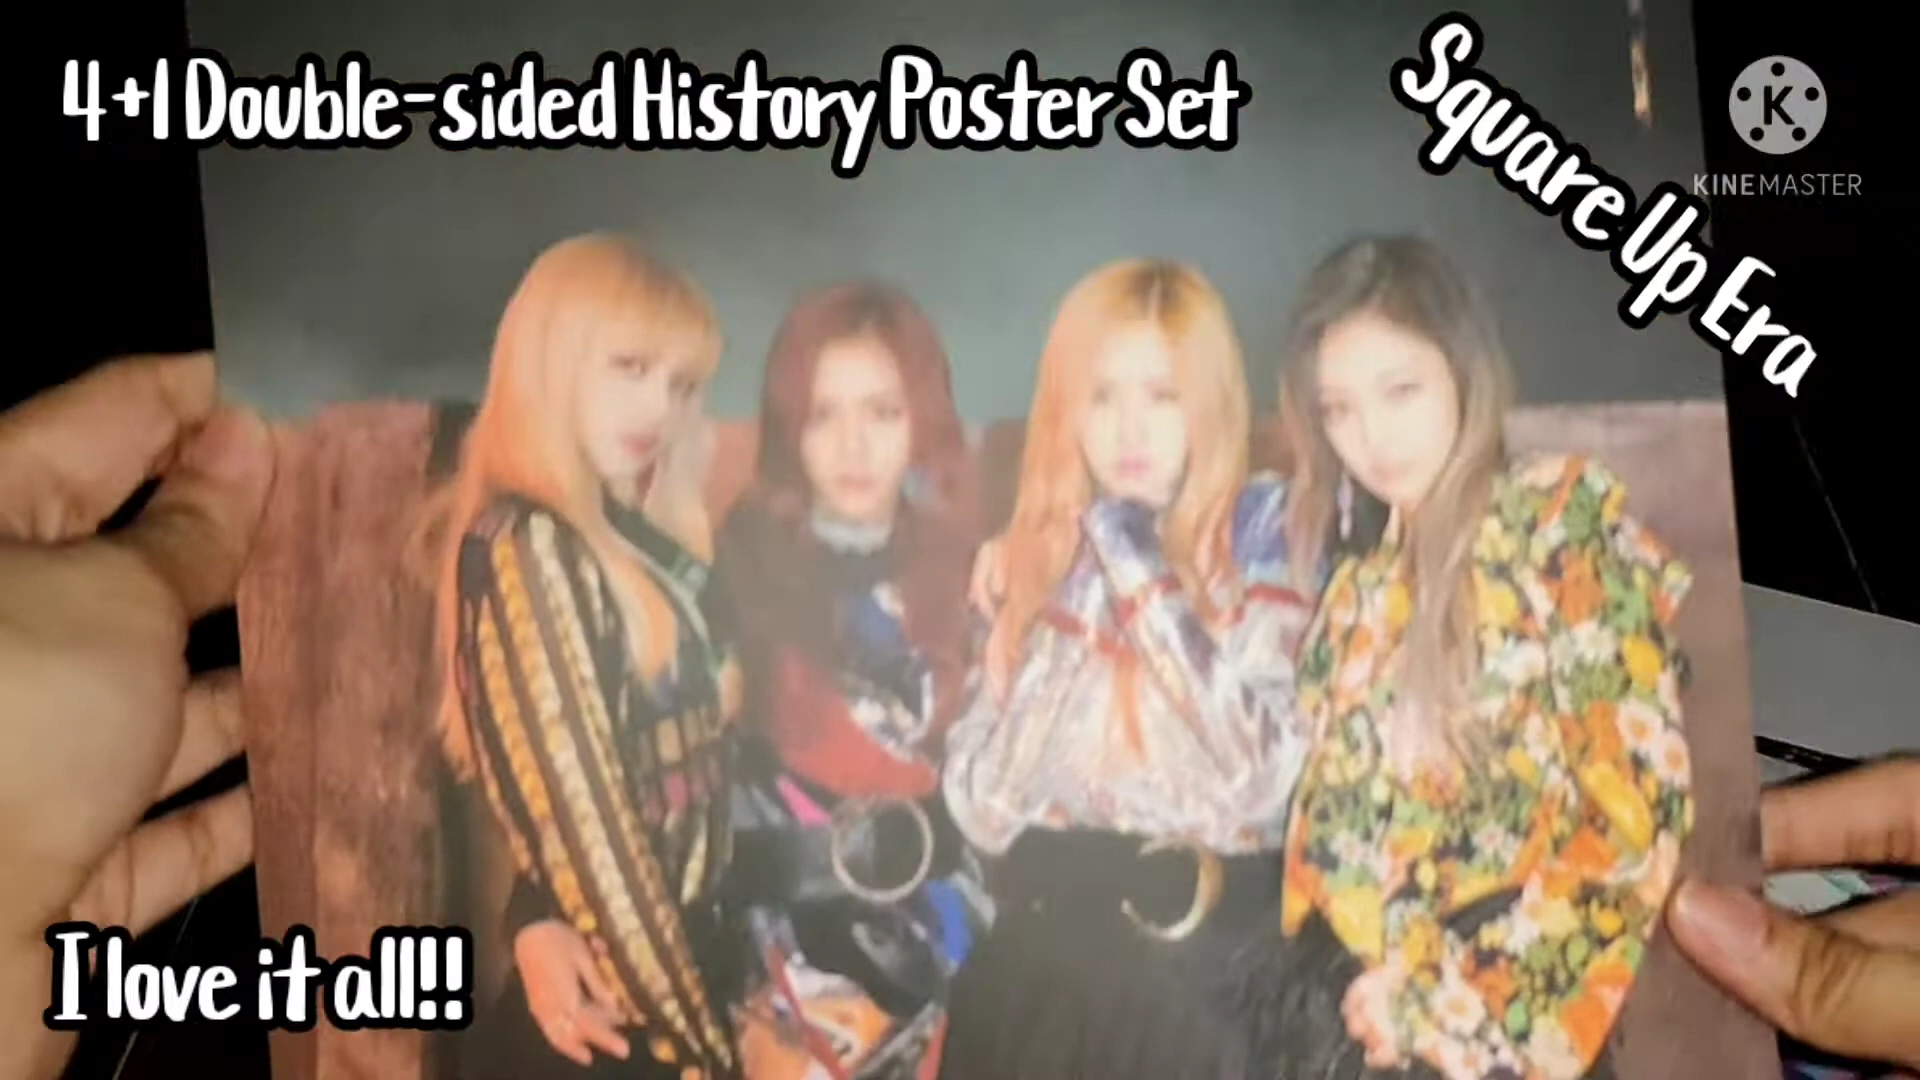 4+1 Double-sided History Poster Set
Square Up Era
K
KINEMASTER
I love it all!!